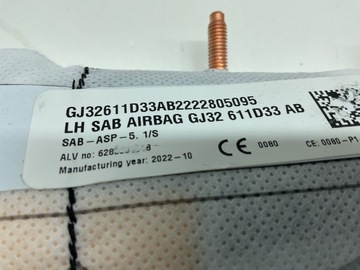 GJ32611D33AB2222805095
LH SAB AIRBAG GJ32 611D33 AB
SAB-ASP-5. 1/S
ALV no:
Manufacturing year: 2022-10
CE 0080
CE: 0080-P1